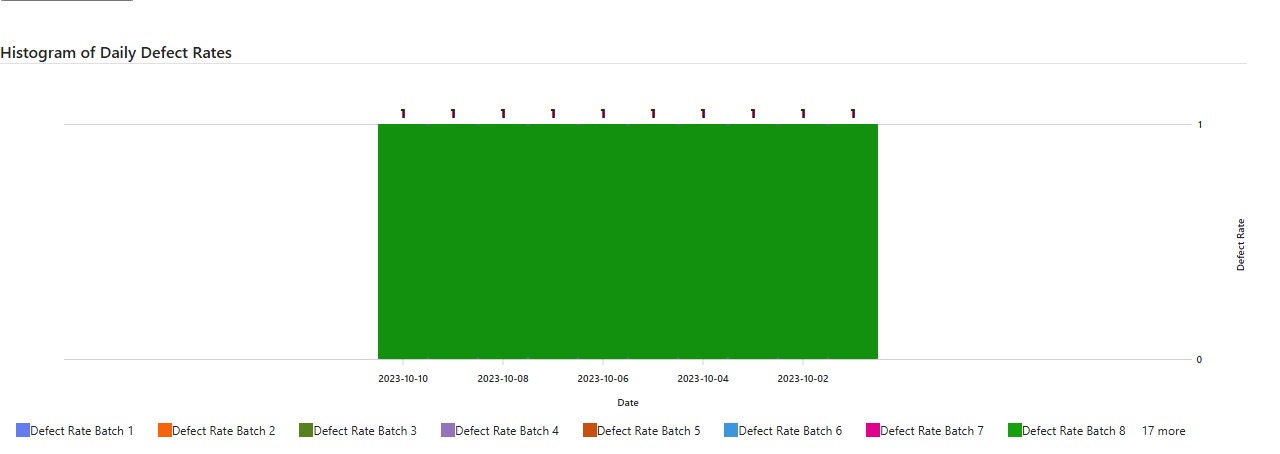 Histogram of Daily Defect Rates
1 1 1 1 1 1 1 1 1 1
1
Defect Rate
0
2023-10-10 2023-10-08 2023-10-06 2023-10-04 2023-10-02
Date
Defect Rate Batch 1 Defect Rate Batch 2 Defect Rate Batch 3 Defect Rate Batch 4 Defect Rate Batch 5 Defect Rate Batch 6 Defect Rate Batch 7 Defect Rate Batch 8 17 more